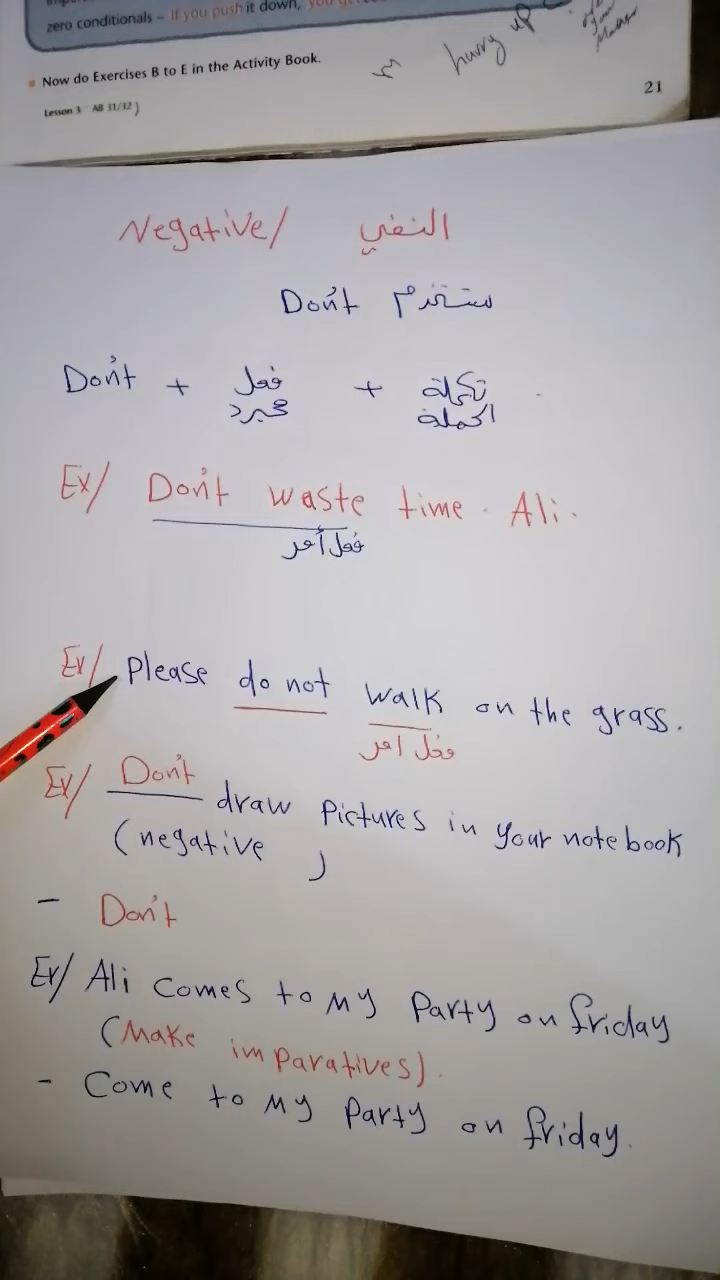 zero conditionals – If you push it down, you
Now do Exercises B to E in the Activity Book.
hurry up
Lesson 3 AB 31/32)
21
Negative/ النفي
Don't نستخدم
Don't + فعل مجرد + تكملة الجملة
Ex/ Don't waste time. Ali.
فعل أمر
Ex/ Please do not walk on the grass.
فعل امر
Ex/ Don't draw pictures in your notebook
(negative )
- Don't
Ex/ Ali comes to my Party on friday
(Make imparatives).
- Come to my party on friday.